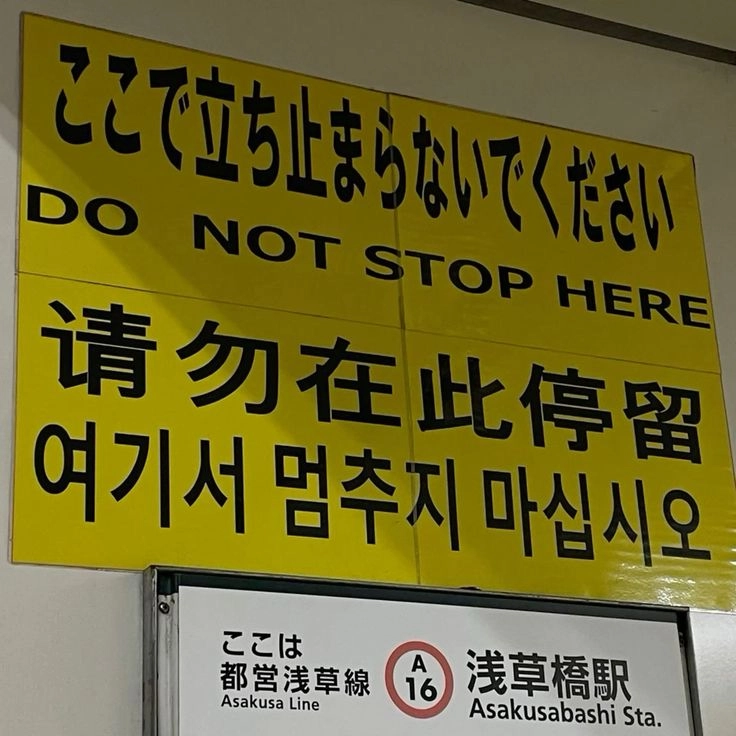 ここで立ち止まらないでください
DO NOT STOP HERE
请勿在此停留
여기서 멈추지 마십시오
ここは
都営浅草線
Asakusa Line
A
16
浅草橋駅
Asakusabashi Sta.